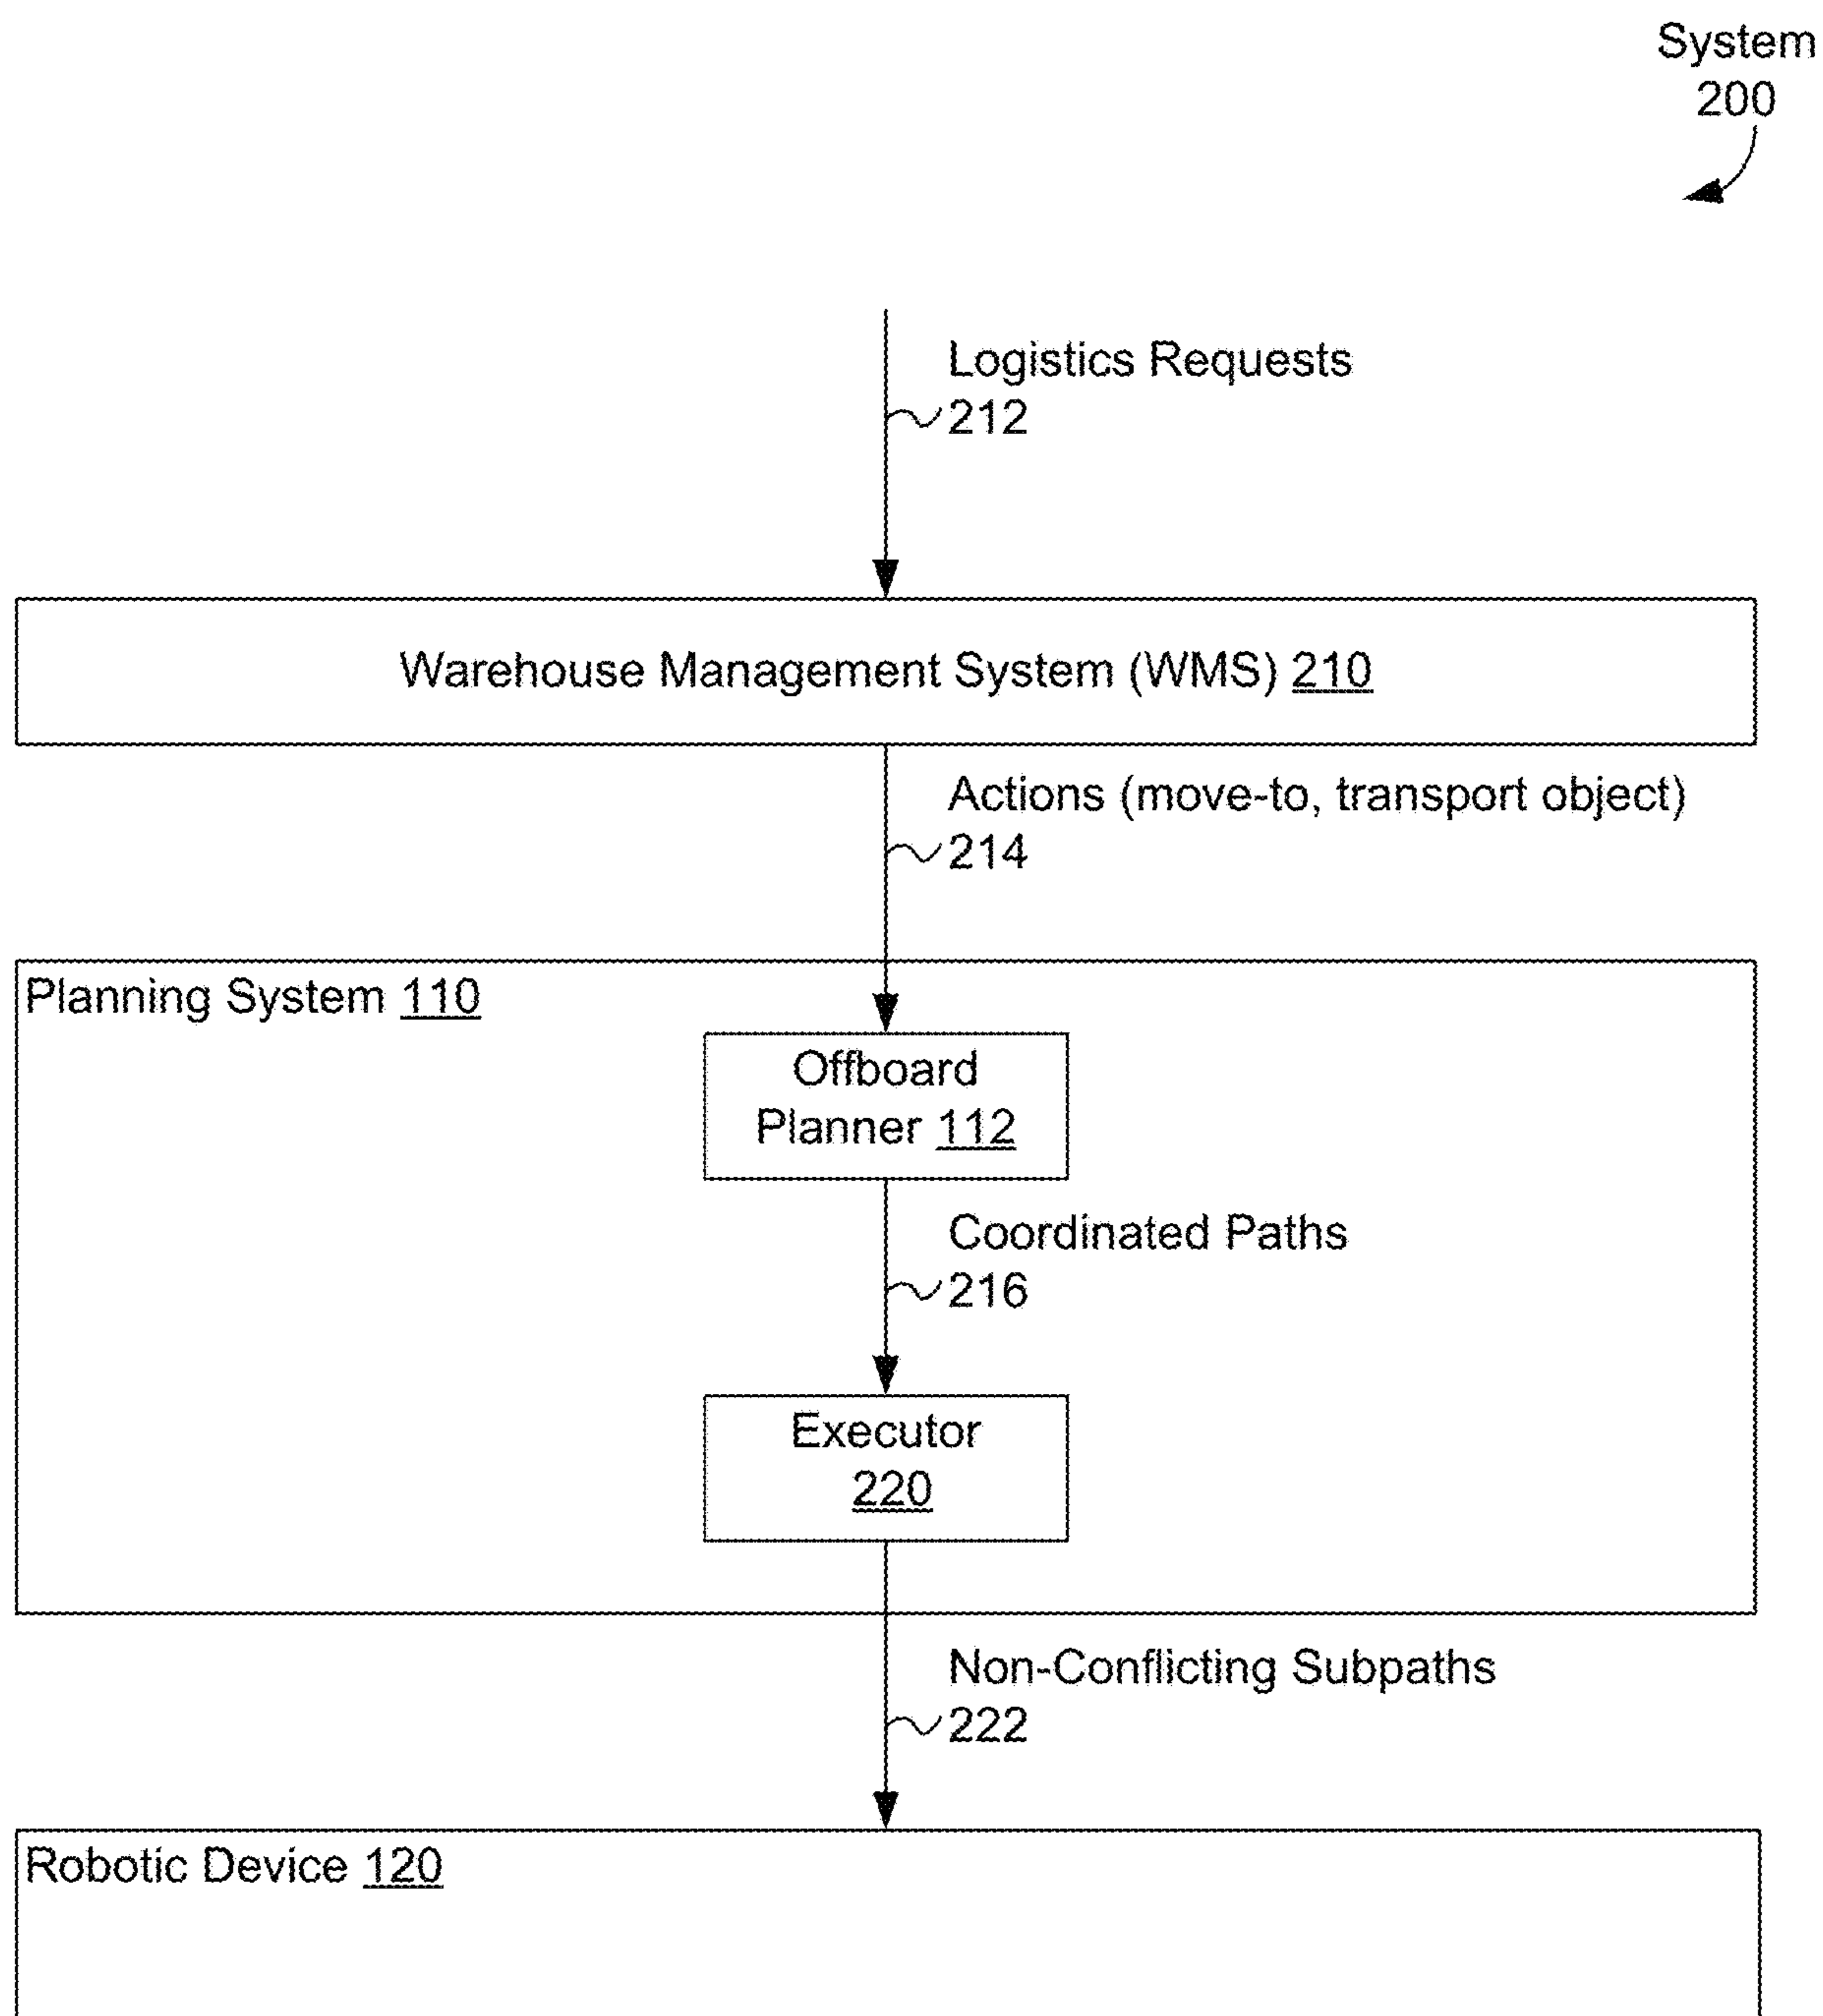 System
200
Logistics Requests
212
Warehouse Management System (WMS) 210
Actions (move-to, transport object)
214
Planning System 110
Offboard
Planner 112
Coordinated Paths
216
Executor
220
Non-Conflicting Subpaths
222
Robotic Device 120